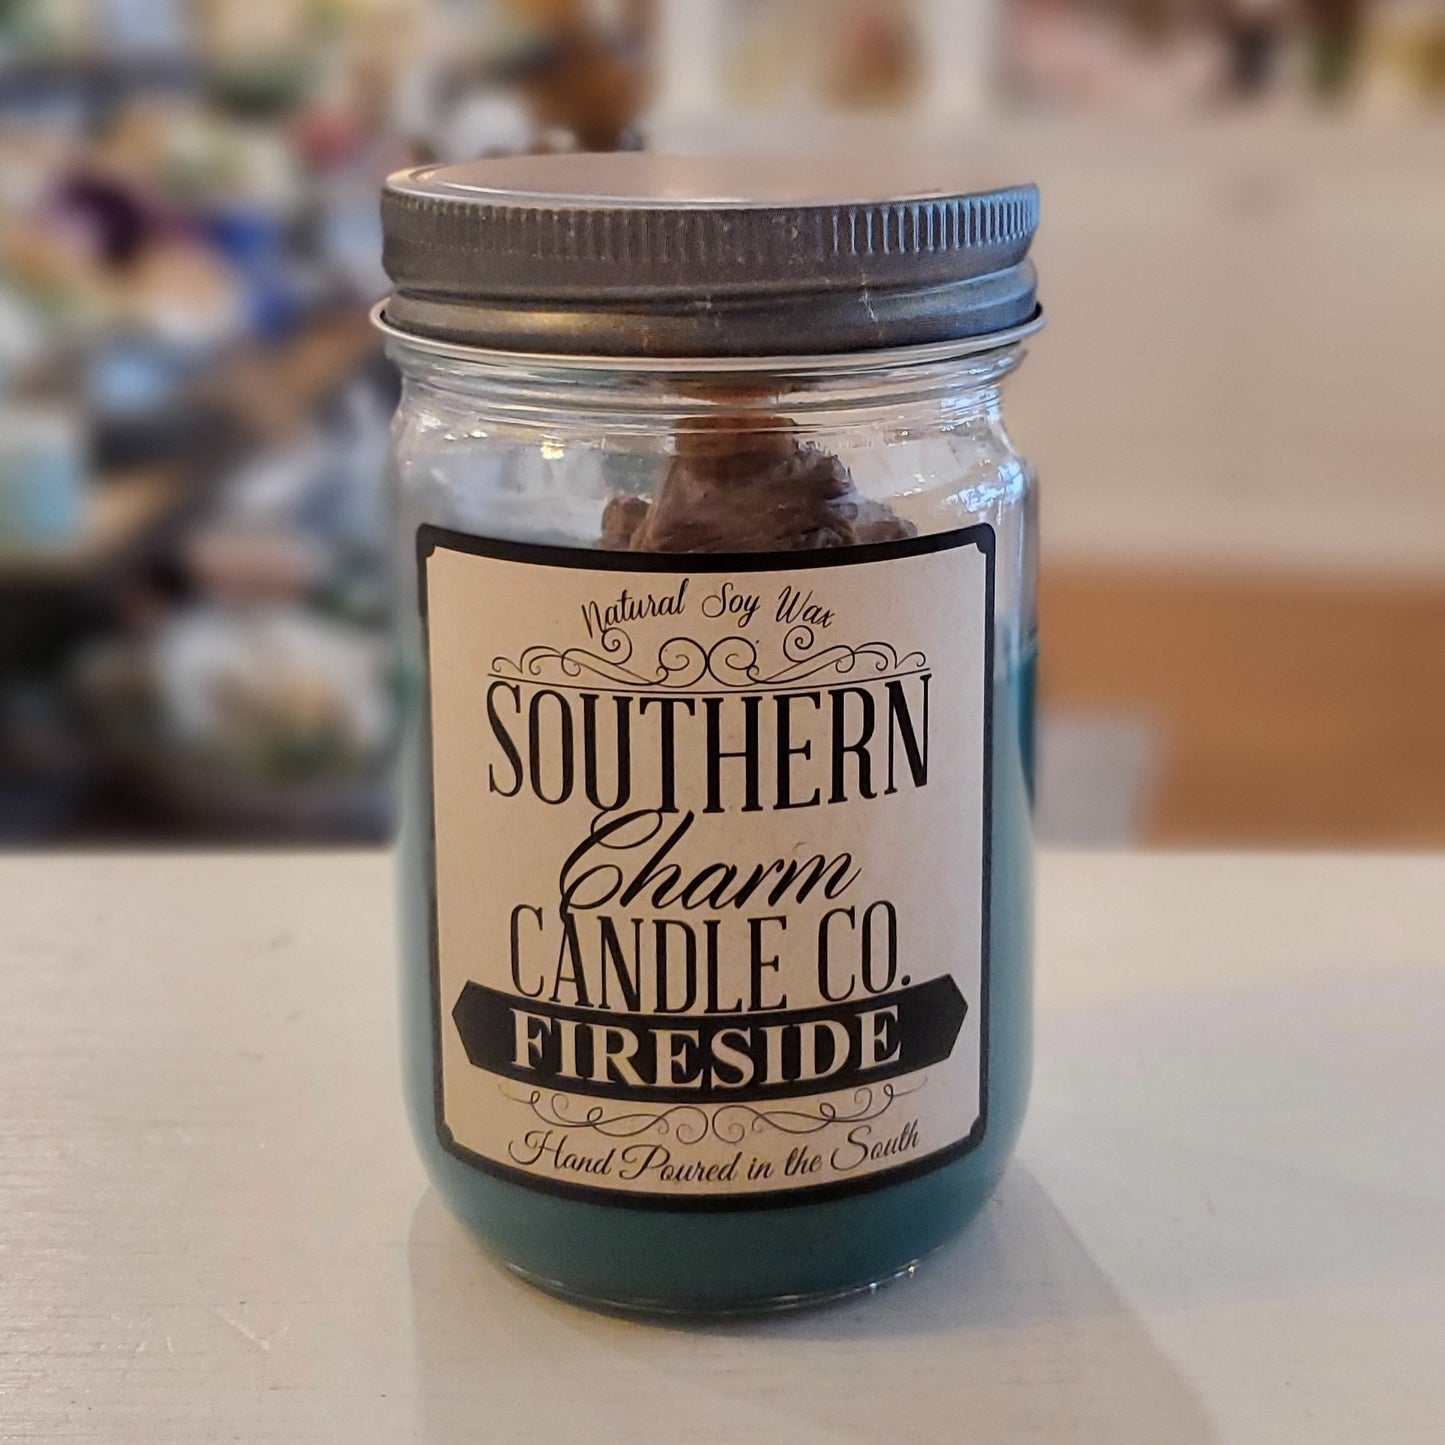 Natural Soy Wax
SOUTHERN
Charm
CANDLE CO.
FIRESIDE
Hand Poured in the South